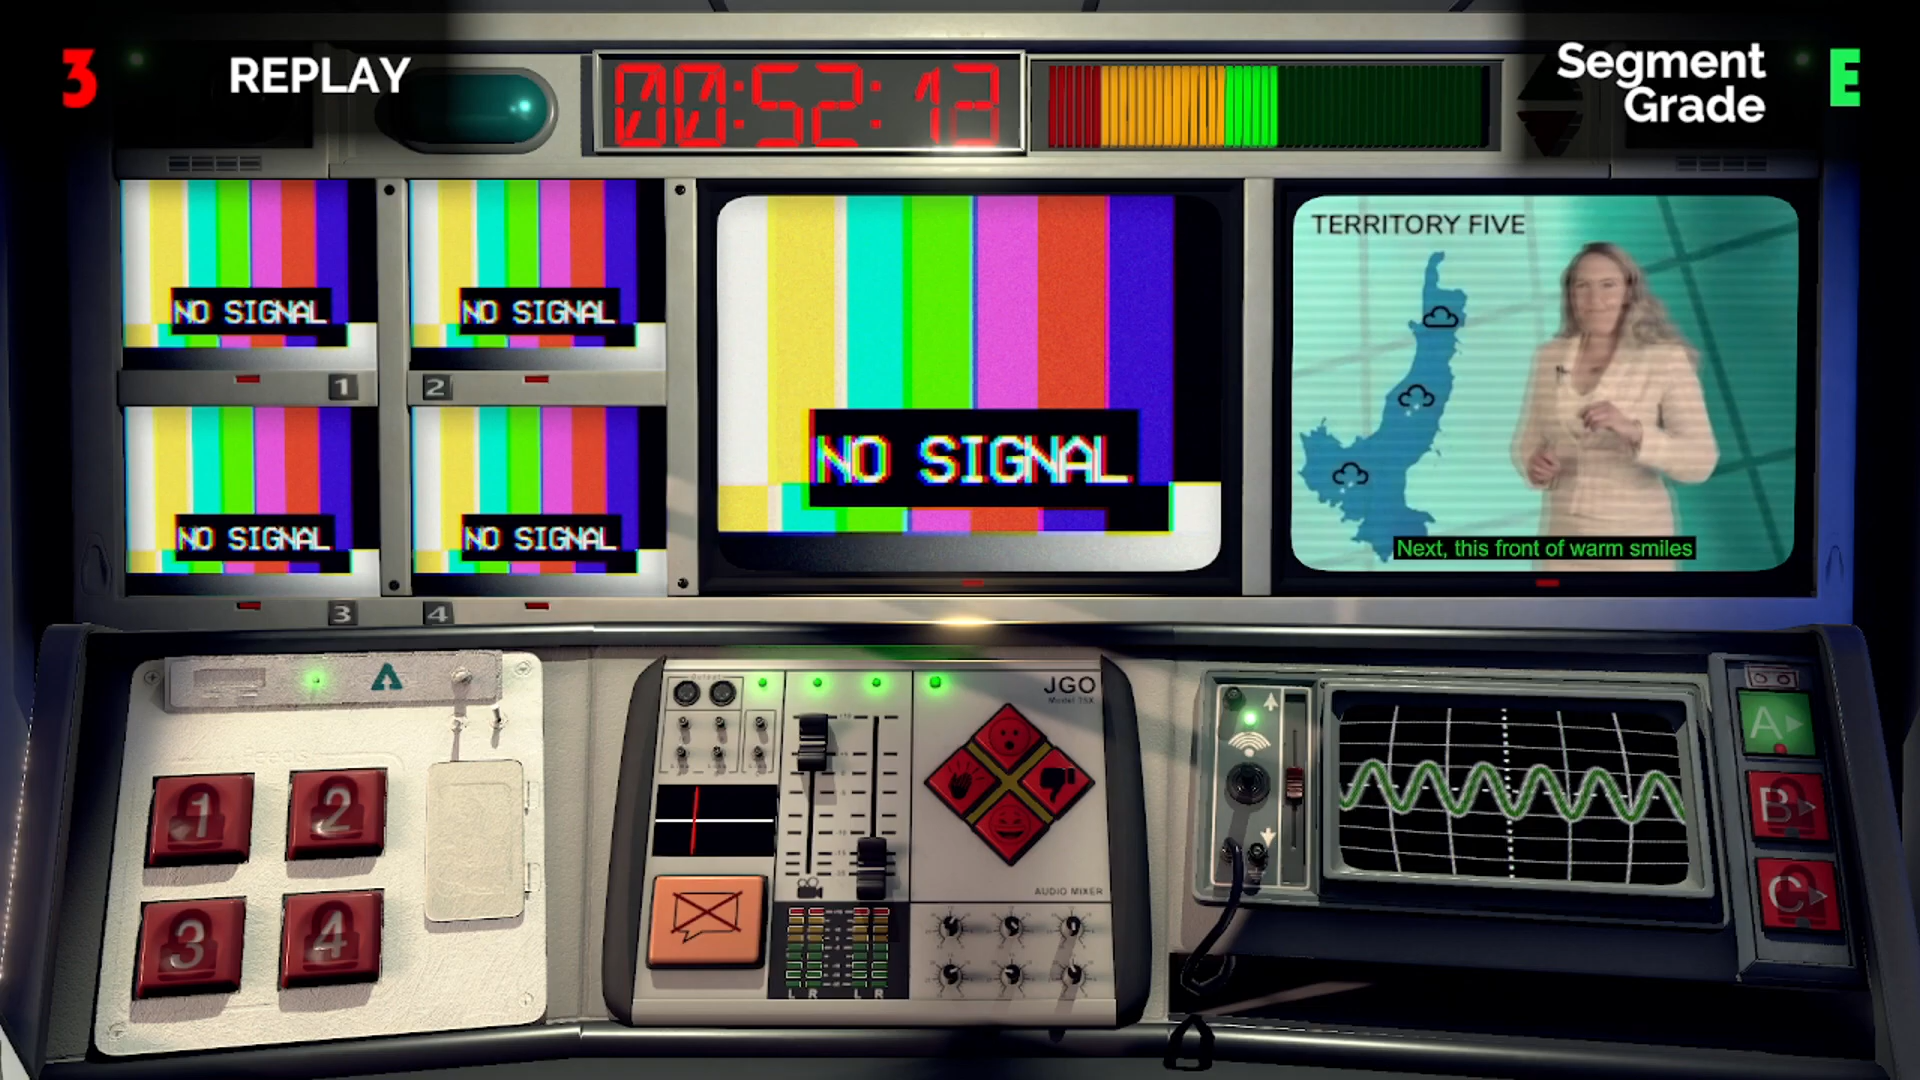 3
REPLAY
00:52:12
Segment
Grade
E
TERRITORY FIVE
NO SIGNAL
NO SIGNAL
NO SIGNAL
Next, this front of warm smiles
1
2
NO SIGNAL
NO SIGNAL
3
4
JGO
AUDIO MIXER
A
B
C
1
2
3
4
L R L R